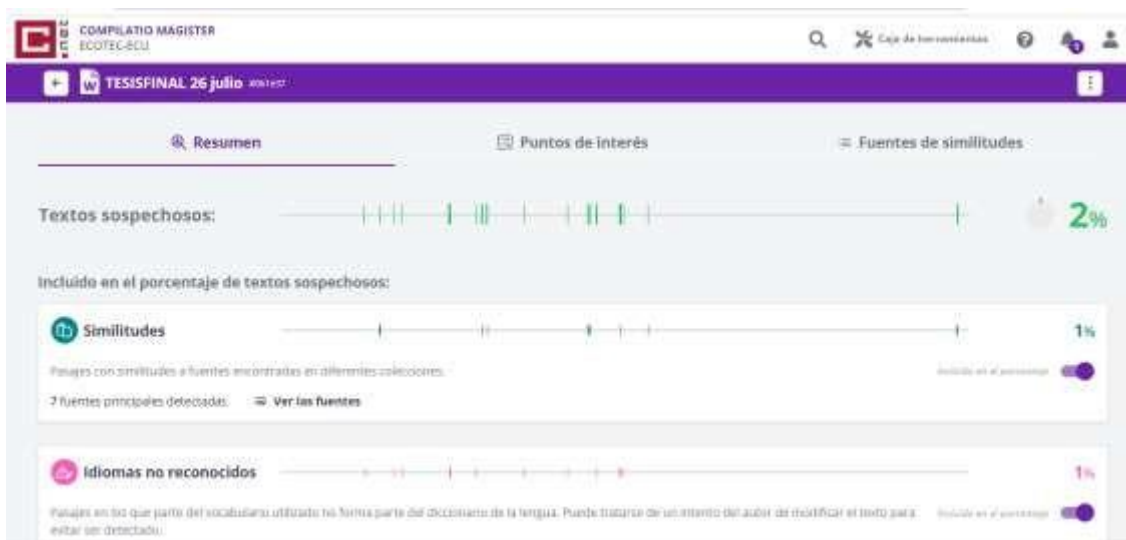 COMPILATIO MAGISTER
ECOTEC-ECU
Caja de herramientas
TESISFINAL 26 julio
Resumen
Puntos de interés
Fuentes de similitudes
Textos sospechosos:
2%
Incluido en el porcentaje de textos sospechosos:
Similitudes
1%
Pasajes con similitudes a fuentes encontradas en diferentes colecciones.
Incluido en el porcentaje
7 fuentes principales detectadas
Ver las fuentes
Idiomas no reconocidos
1%
Pasajes en los que parte del vocabulario utilizado no forma parte del diccionario de la lengua. Puede tratarse de un intento del autor de modificar el texto para
evitar ser detectado.
Incluido en el porcentaje